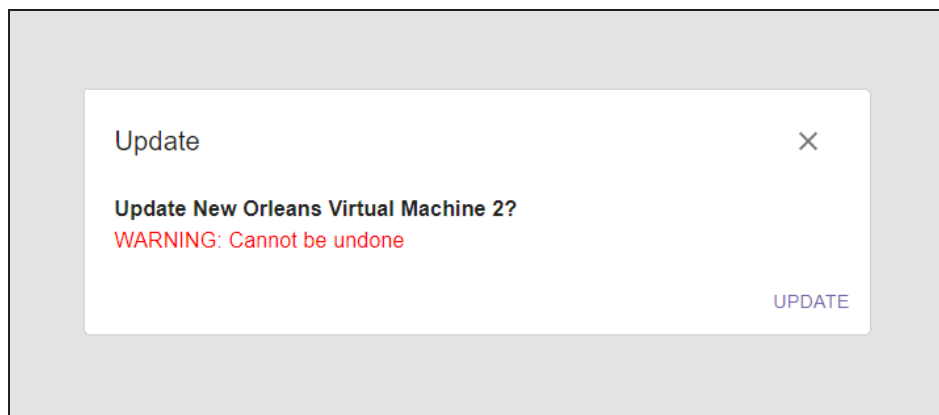 Update
Update New Orleans Virtual Machine 2?
WARNING: Cannot be undone
UPDATE